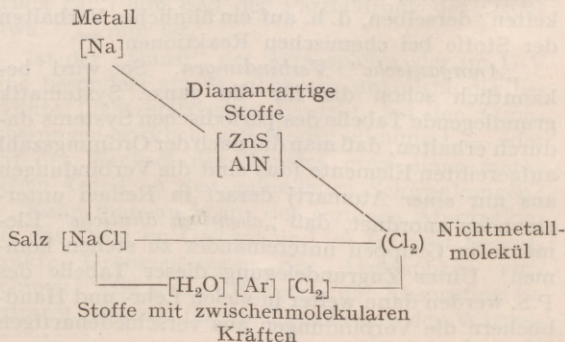 Metall
[Na]
Diamantartige
Stoffe
[ZnS
AlN]
Salz [NaCl]
(Cl₂)
Nichtmetall-
molekül
[H₂O] [Ar] [Cl₂]
Stoffe mit zwischenmolekularen
Kräften